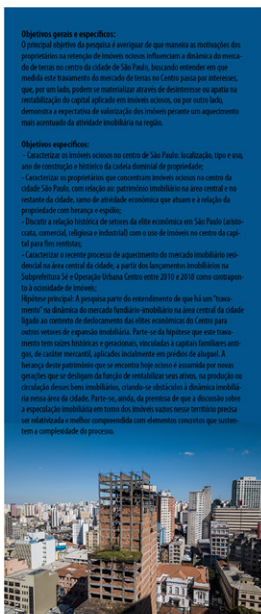 Objetivos gerais e específicos:
O principal objetivo da pesquisa é averiguar de que maneira as motivações dos
proprietários na retenção de imóveis ociosos influenciam a dinâmica do merca-
do de terras no centro da cidade de São Paulo, buscando entender em que
medida este travamento do mercado de terras no Centro passa por interesses,
que, por um lado, podem se materializar através de desinteresse ou apatia na
rentabilização do capital aplicado em imóveis ociosos, ou por outro lado,
demonstra a expectativa de valorização dos imóveis perante um aquecimento
mais acentuado da atividade imobiliária na região.
Objetivos específicos:
- Caracterizar os imóveis ociosos no centro de São Paulo: localização, tipo e uso,
ano de construção e histórico da cadeia dominial de propriedade;
- Caracterizar os proprietários que concentram imóveis ociosos no centro da
cidade São Paulo, com relação ao: patrimônio imobiliário na área central e no
restante da cidade, ramo de atividade econômica que atuam e à relação da
propriedade com herança e espólio;
- Discutir a relação histórica de setores da elite econômica em São Paulo (aristo-
crata, comercial, religiosa e industrial) com o uso de imóveis no centro da capi-
tal para fins rentistas;
- Caracterizar o recente processo de aquecimento do mercado imobiliário resi-
dencial na área central da cidade, a partir dos lançamentos imobiliários na
Subprefeitura Sé e Operação Urbana Centro entre 2010 e 2018 como contrapon-
to à ociosidade de imóveis;
Hipótese principal: A pesquisa parte do entendimento de que há um "trava-
mento" na dinâmica do mercado fundiário-imobiliário na área central da cidade
ligado ao contexto de deslocamento das elites econômicas do Centro para
outros vetores de expansão imobiliária. Parte-se da hipótese que este trava-
mento tem raízes históricas e geracionais, vinculadas à capitais familiares anti-
gos, de caráter mercantil, aplicados incialmente em prédios de aluguel. A
herança deste patrimônio que se encontra hoje ocioso é assumida por novas
gerações que se desligam da função de rentabilizar seus ativos, na produção ou
circulação desses bens imobiliários, criando-se obstáculos à dinâmica imobiliá-
ria nessa área da cidade. Parte-se, ainda, da premissa de que a discussão sobre
a especulação imobiliária em torno dos imóveis vazios nesse território precisa
ser relativizada e melhor compreendida com elementos concretos que susten-
tem a complexidade do processo.